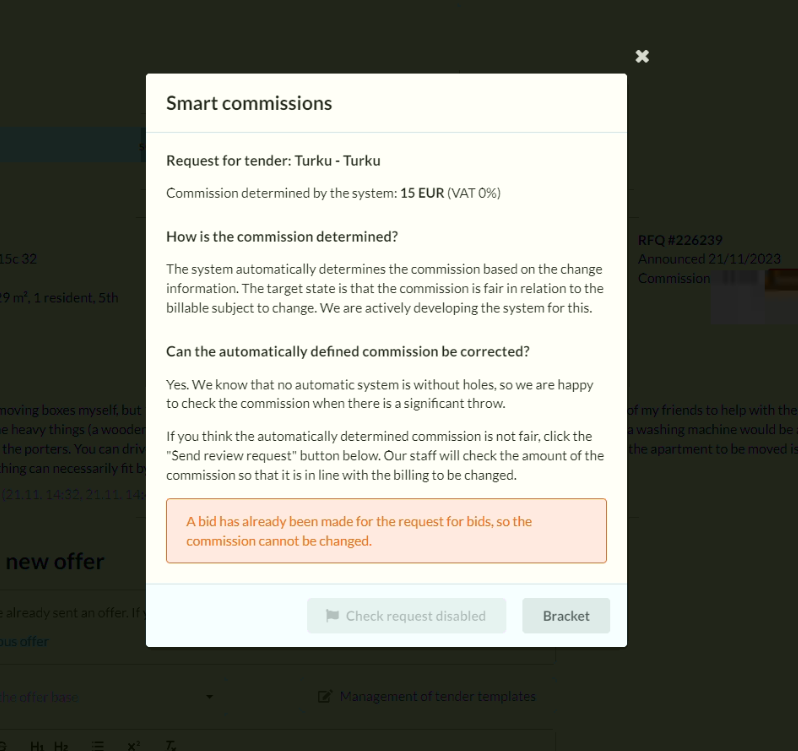 Smart commissions
Request for tender: Turku - Turku
Commission determined by the system: 15 EUR (VAT 0%)
How is the commission determined?
The system automatically determines the commission based on the change
information. The target state is that the commission is fair in relation to the
billable subject to change. We are actively developing the system for this.
Can the automatically defined commission be corrected?
Yes. We know that no automatic system is without holes, so we are happy
to check the commission when there is a significant throw.
If you think the automatically determined commission is not fair, click the
"Send review request" button below. Our staff will check the amount of the
commission so that it is in line with the billing to be changed.
A bid has already been made for the request for bids, so the
commission cannot be changed.
Check request disabled
Bracket
15c 32
29 m², 1 resident, 5th
RFQ #226239
Announced 21/11/2023
Commission
moving boxes myself, but
of my friends to help with the
e heavy things (a wooden
a washing machine would be
the porters. You can driv
the apartment to be moved is
thing can necessarily fit
(21.11. 14:32, 21.11. 14:
new offer
already sent an offer. If
ous offer
the offer base
Management of tender templates
H₁ H₂ x² Tx